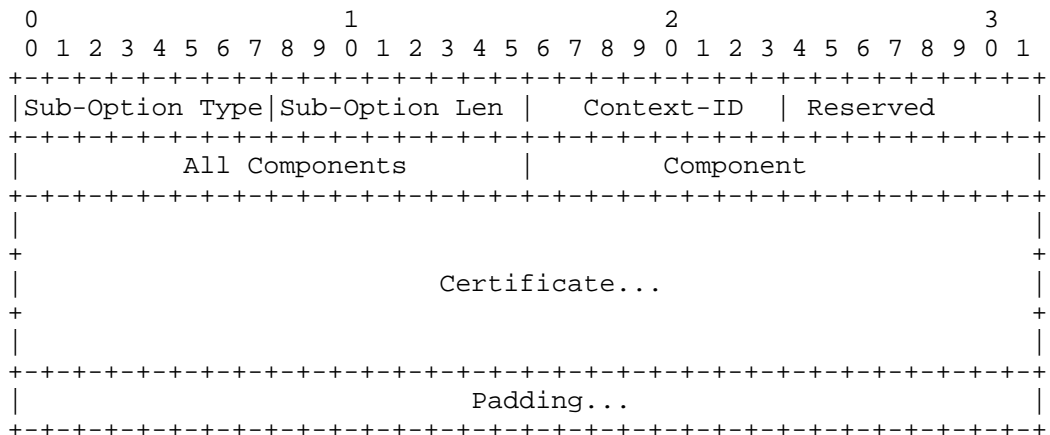 0                   1                   2                   3
 0 1 2 3 4 5 6 7 8 9 0 1 2 3 4 5 6 7 8 9 0 1 2 3 4 5 6 7 8 9 0 1
+-+-+-+-+-+-+-+-+-+-+-+-+-+-+-+-+-+-+-+-+-+-+-+-+-+-+-+-+-+-+-+-+
|Sub-Option Type|Sub-Option Len |   Context-ID  | Reserved      |
+-+-+-+-+-+-+-+-+-+-+-+-+-+-+-+-+-+-+-+-+-+-+-+-+-+-+-+-+-+-+-+-+
|          All Components       |        Component              |
+-+-+-+-+-+-+-+-+-+-+-+-+-+-+-+-+-+-+-+-+-+-+-+-+-+-+-+-+-+-+-+-+
|                                                               |
+                                                               +
|                          Certificate...                       |
+                                                               +
|                                                               |
+-+-+-+-+-+-+-+-+-+-+-+-+-+-+-+-+-+-+-+-+-+-+-+-+-+-+-+-+-+-+-+-+
|                            Padding...                         |
+-+-+-+-+-+-+-+-+-+-+-+-+-+-+-+-+-+-+-+-+-+-+-+-+-+-+-+-+-+-+-+-+